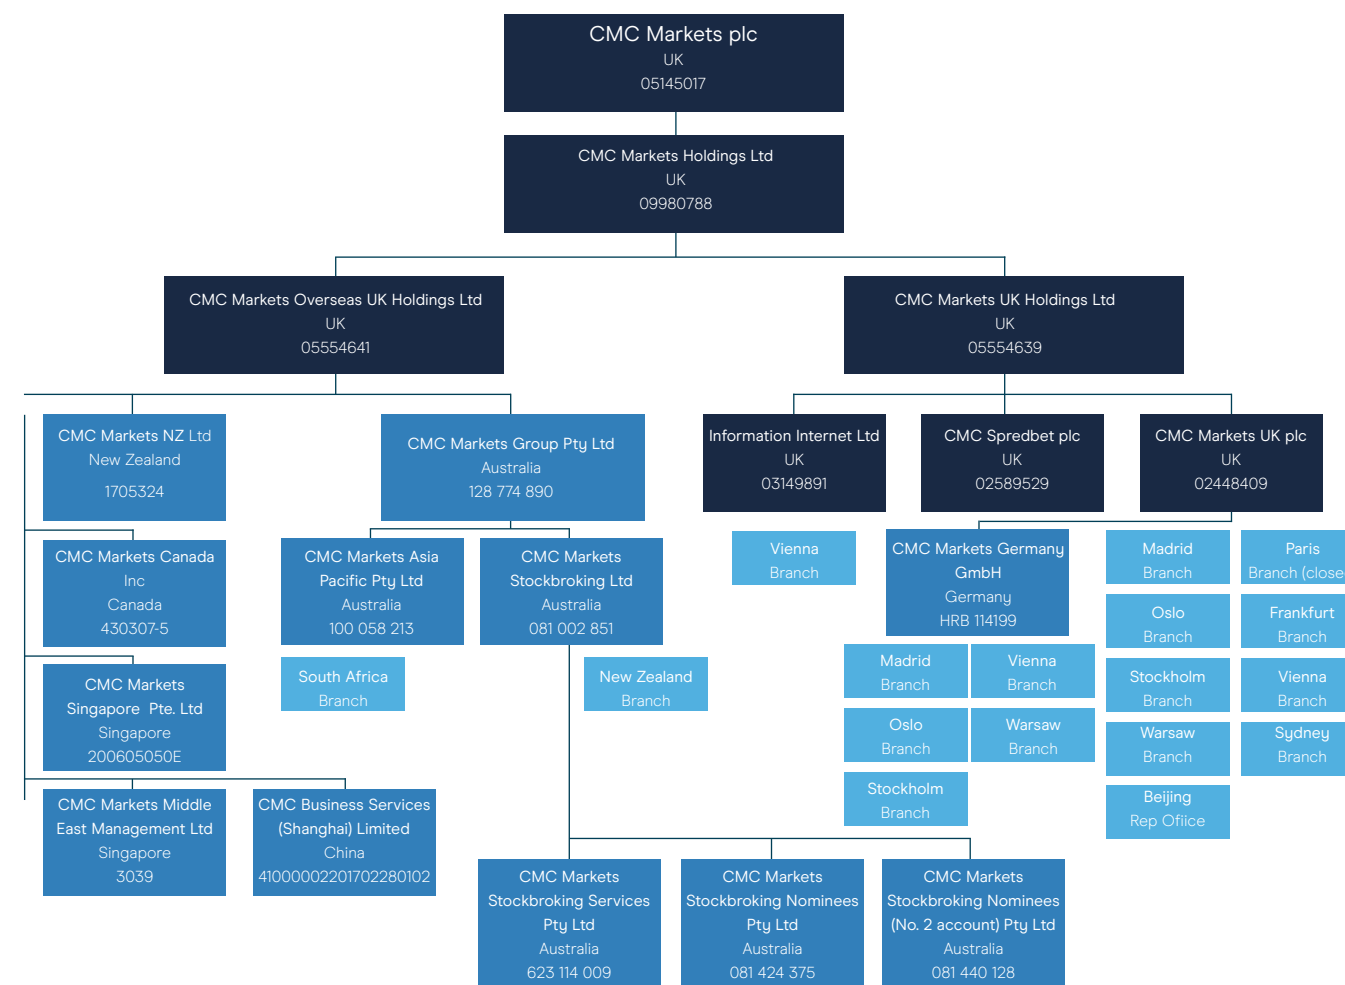 CMC Markets plc
UK
05145017
CMC Markets Holdings Ltd
UK
09980788
CMC Markets Overseas UK Holdings Ltd
UK
05554641
CMC Markets UK Holdings Ltd
UK
05554639
CMC Markets NZ Ltd
New Zealand
1705324
CMC Markets Group Pty Ltd
Australia
128 774 890
Information Internet Ltd
UK
03149891
CMC Spredbet plc
UK
02589529
CMC Markets UK plc
UK
02448409
CMC Markets Canada
Inc
Canada
430307-5
CMC Markets Asia
Pacific Pty Ltd
Australia
100 058 213
CMC Markets
Stockbroking Ltd
Australia
081 002 851
Vienna
Branch
CMC Markets Germany
GmbH
Germany
HRB 114199
Madrid
Branch
Paris
Branch (close
Oslo
Branch
Frankfurt
Branch
South Africa
Branch
New Zealand
Branch
Madrid
Branch
Vienna
Branch
Stockholm
Branch
Vienna
Branch
CMC Markets
Singapore Pte. Ltd
Singapore
200605050E
Oslo
Branch
Warsaw
Branch
Warsaw
Branch
Sydney
Branch
Stockholm
Branch
Beijing
Rep Ofiice
CMC Markets Middle
East Management Ltd
Singapore
3039
CMC Business Services
(Shanghai) Limited
China
41000002201702280102
CMC Markets
Stockbroking Services
Pty Ltd
Australia
623 114 009
CMC Markets
Stockbroking Nominees
Pty Ltd
Australia
081 424 375
CMC Markets
Stockbroking Nominees
(No. 2 account) Pty Ltd
Australia
081 440 128